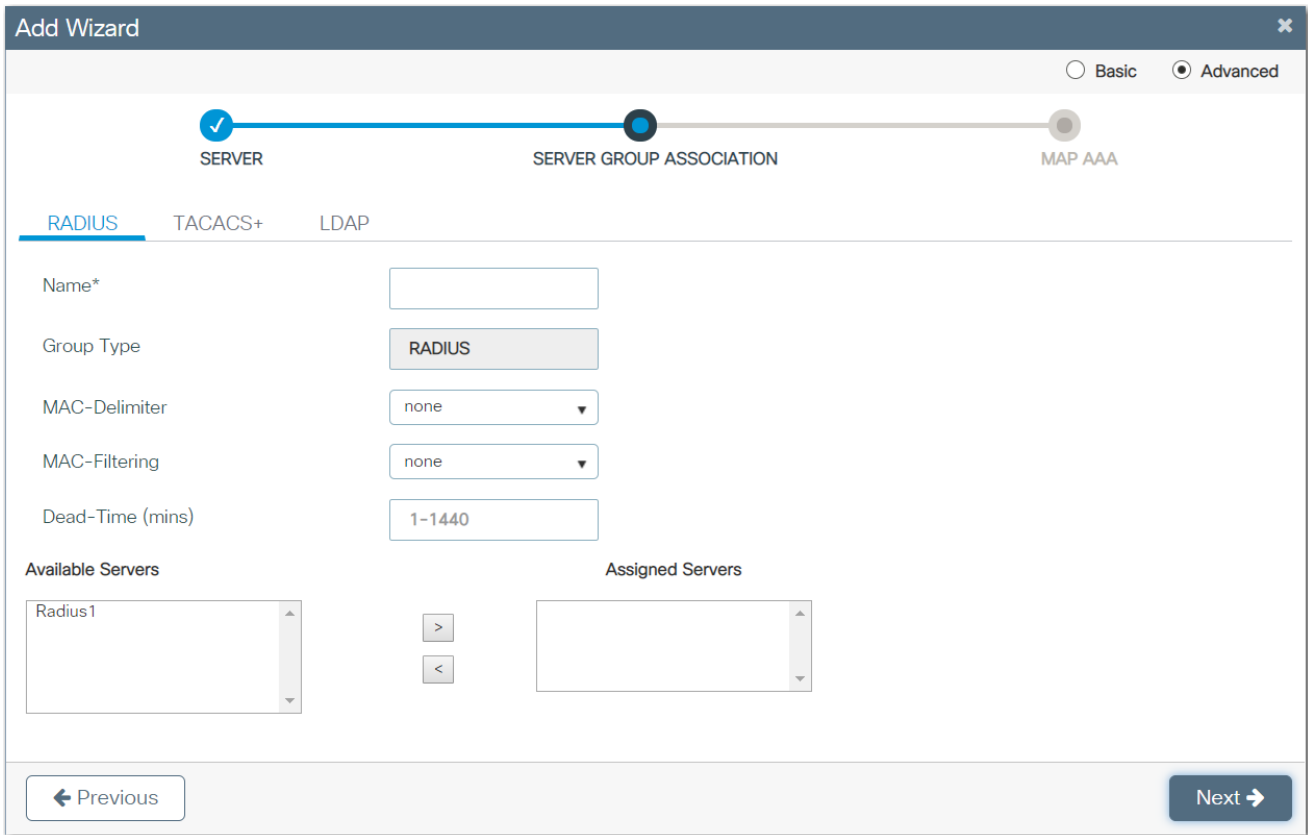 Add Wizard
Basic Advanced
SERVER SERVER GROUP ASSOCIATION MAP AAA
RADIUS TACACS+ LDAP
Name*
Group Type RADIUS
MAC-Delimiter none
MAC-Filtering none
Dead-Time (mins) 1-1440
Available Servers Assigned Servers
Radius1
>
<
Previous Next